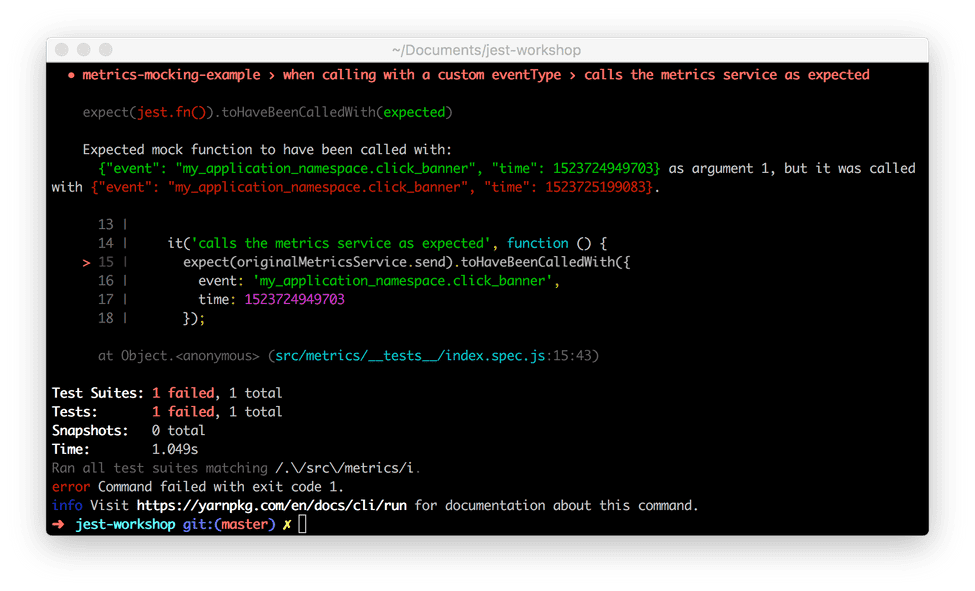 ~/Documents/jest-workshop
● metrics-mocking-example › when calling with a custom eventType › calls the metrics service as expected
expect(jest.fn()).toHaveBeenCalledWith(expected)
Expected mock function to have been called with:
{"event": "my_application_namespace.click_banner", "time": 1523724949703} as argument 1, but it was called
with {"event": "my_application_namespace.click_banner", "time": 1523725199083}.
13 |
14 | it('calls the metrics service as expected', function () {
> 15 | expect(originalMetricsService.send).toHaveBeenCalledWith({
16 | event: 'my_application_namespace.click_banner',
17 | time: 1523724949703
18 | });
at Object.<anonymous> (src/metrics/__tests__/index.spec.js:15:43)
Test Suites: 1 failed, 1 total
Tests: 1 failed, 1 total
Snapshots: 0 total
Time: 1.049s
Ran all test suites matching /.\/src\/metrics/i.
error Command failed with exit code 1.
info Visit https://yarnpkg.com/en/docs/cli/run for documentation about this command.
➜ jest-workshop git:(master) ✗